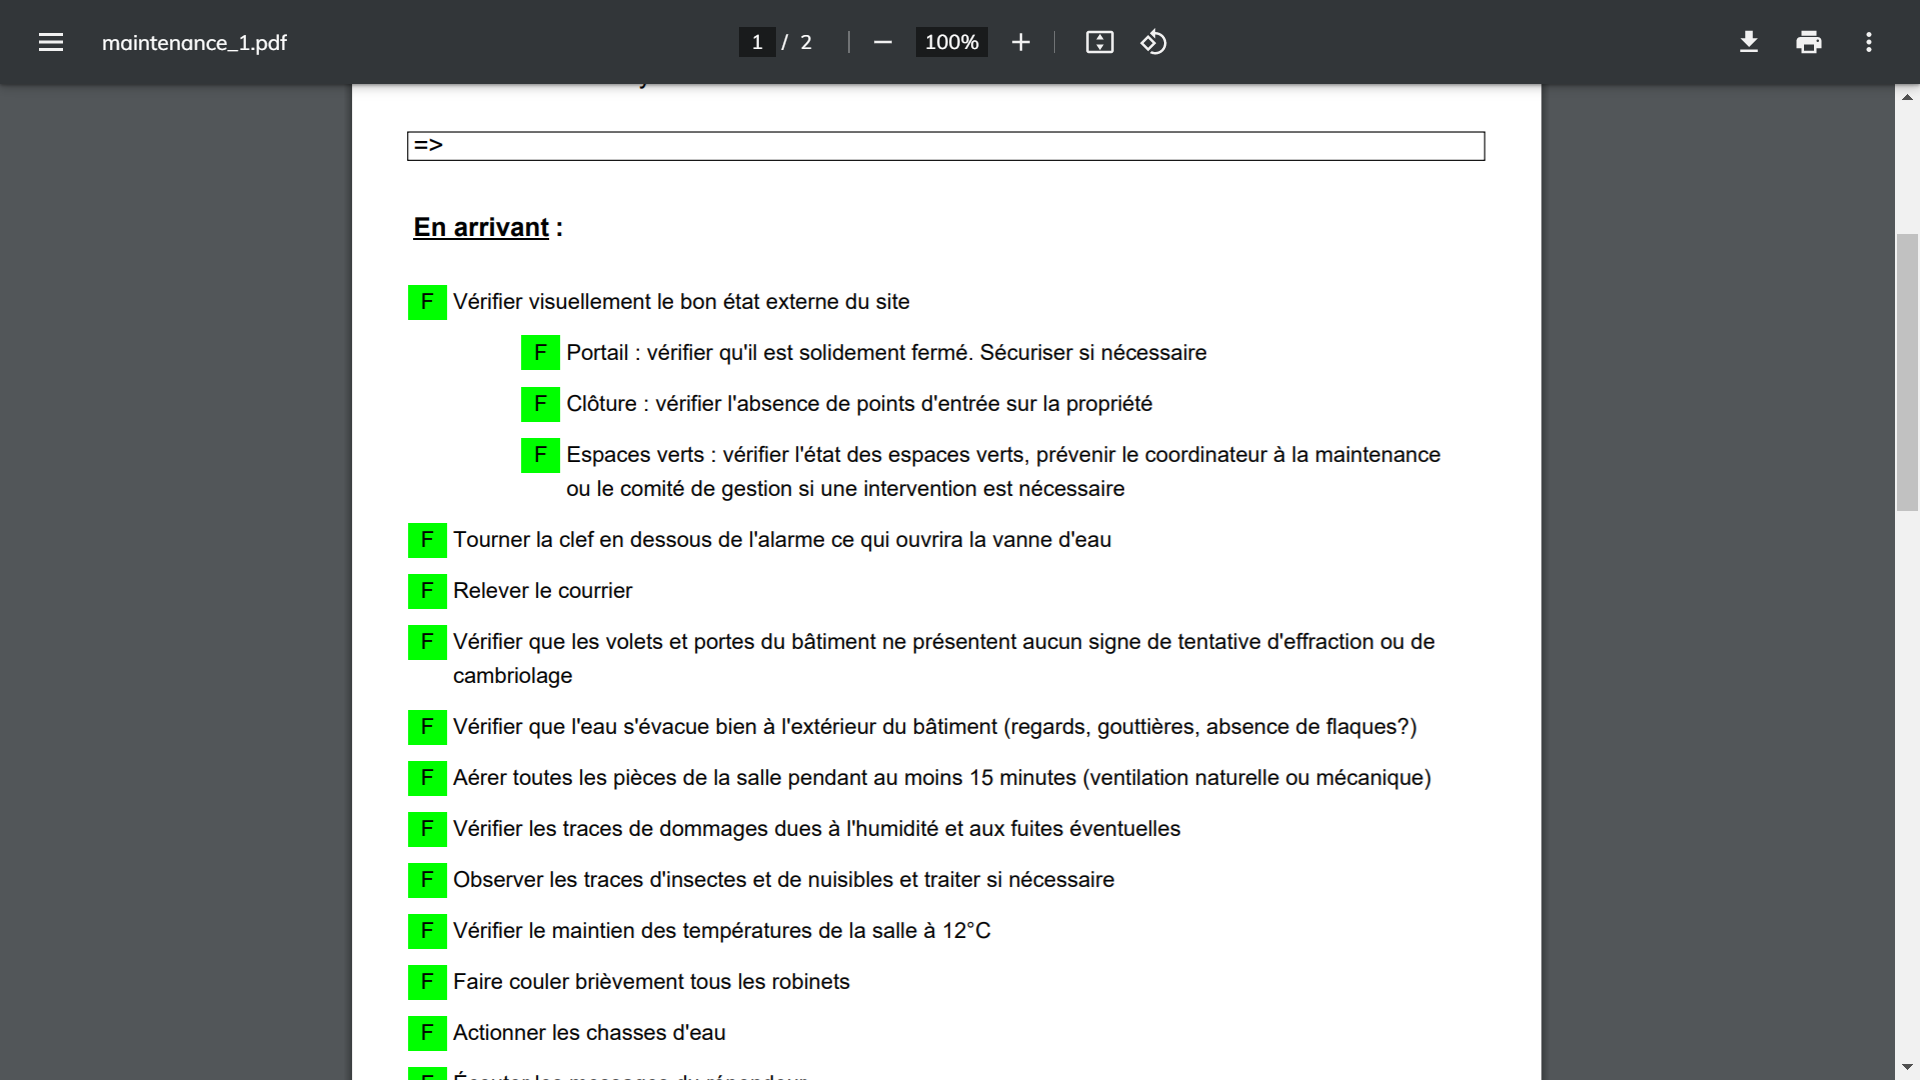 maintenance_1.pdf
1 / 2
100%
=>
En arrivant :
F Vérifier visuellement le bon état externe du site
F Portail : vérifier qu'il est solidement fermé. Sécuriser si nécessaire
F Clôture : vérifier l'absence de points d'entrée sur la propriété
F Espaces verts : vérifier l'état des espaces verts, prévenir le coordinateur à la maintenance
ou le comité de gestion si une intervention est nécessaire
F Tourner la clef en dessous de l'alarme ce qui ouvrira la vanne d'eau
F Relever le courrier
F Vérifier que les volets et portes du bâtiment ne présentent aucun signe de tentative d'effraction ou de
cambriolage
F Vérifier que l'eau s'évacue bien à l'extérieur du bâtiment (regards, gouttières, absence de flaques?)
F Aérer toutes les pièces de la salle pendant au moins 15 minutes (ventilation naturelle ou mécanique)
F Vérifier les traces de dommages dues à l'humidité et aux fuites éventuelles
F Observer les traces d'insectes et de nuisibles et traiter si nécessaire
F Vérifier le maintien des températures de la salle à 12°C
F Faire couler brièvement tous les robinets
F Actionner les chasses d'eau
F Écouter les messages du répondeur